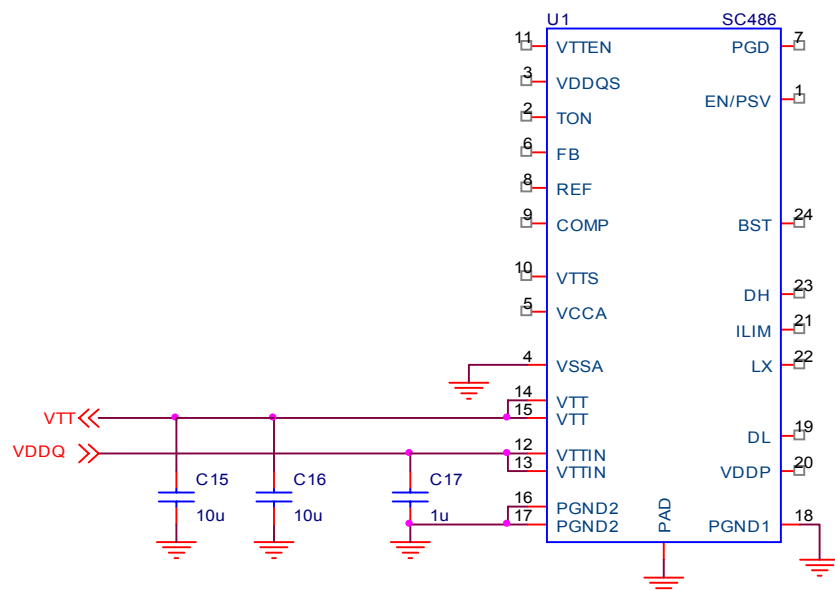 U1 SC486
11 VTTEN PGD 7
3 VDDQS
EN/PSV 1
2 TON
6 FB
8 REF
9 COMP BST 24
10 VTTS
DH 23
5 VCCA
ILIM 21
4 VSSA LX 22
14 VTT
VTT 15 VTT
DL 19
VDDQ 12 VTTIN
13 VTTIN VDDP 20
C15 C16 C17
16 PGND2
10u 10u 1u
17 PGND2 PAD PGND1 18